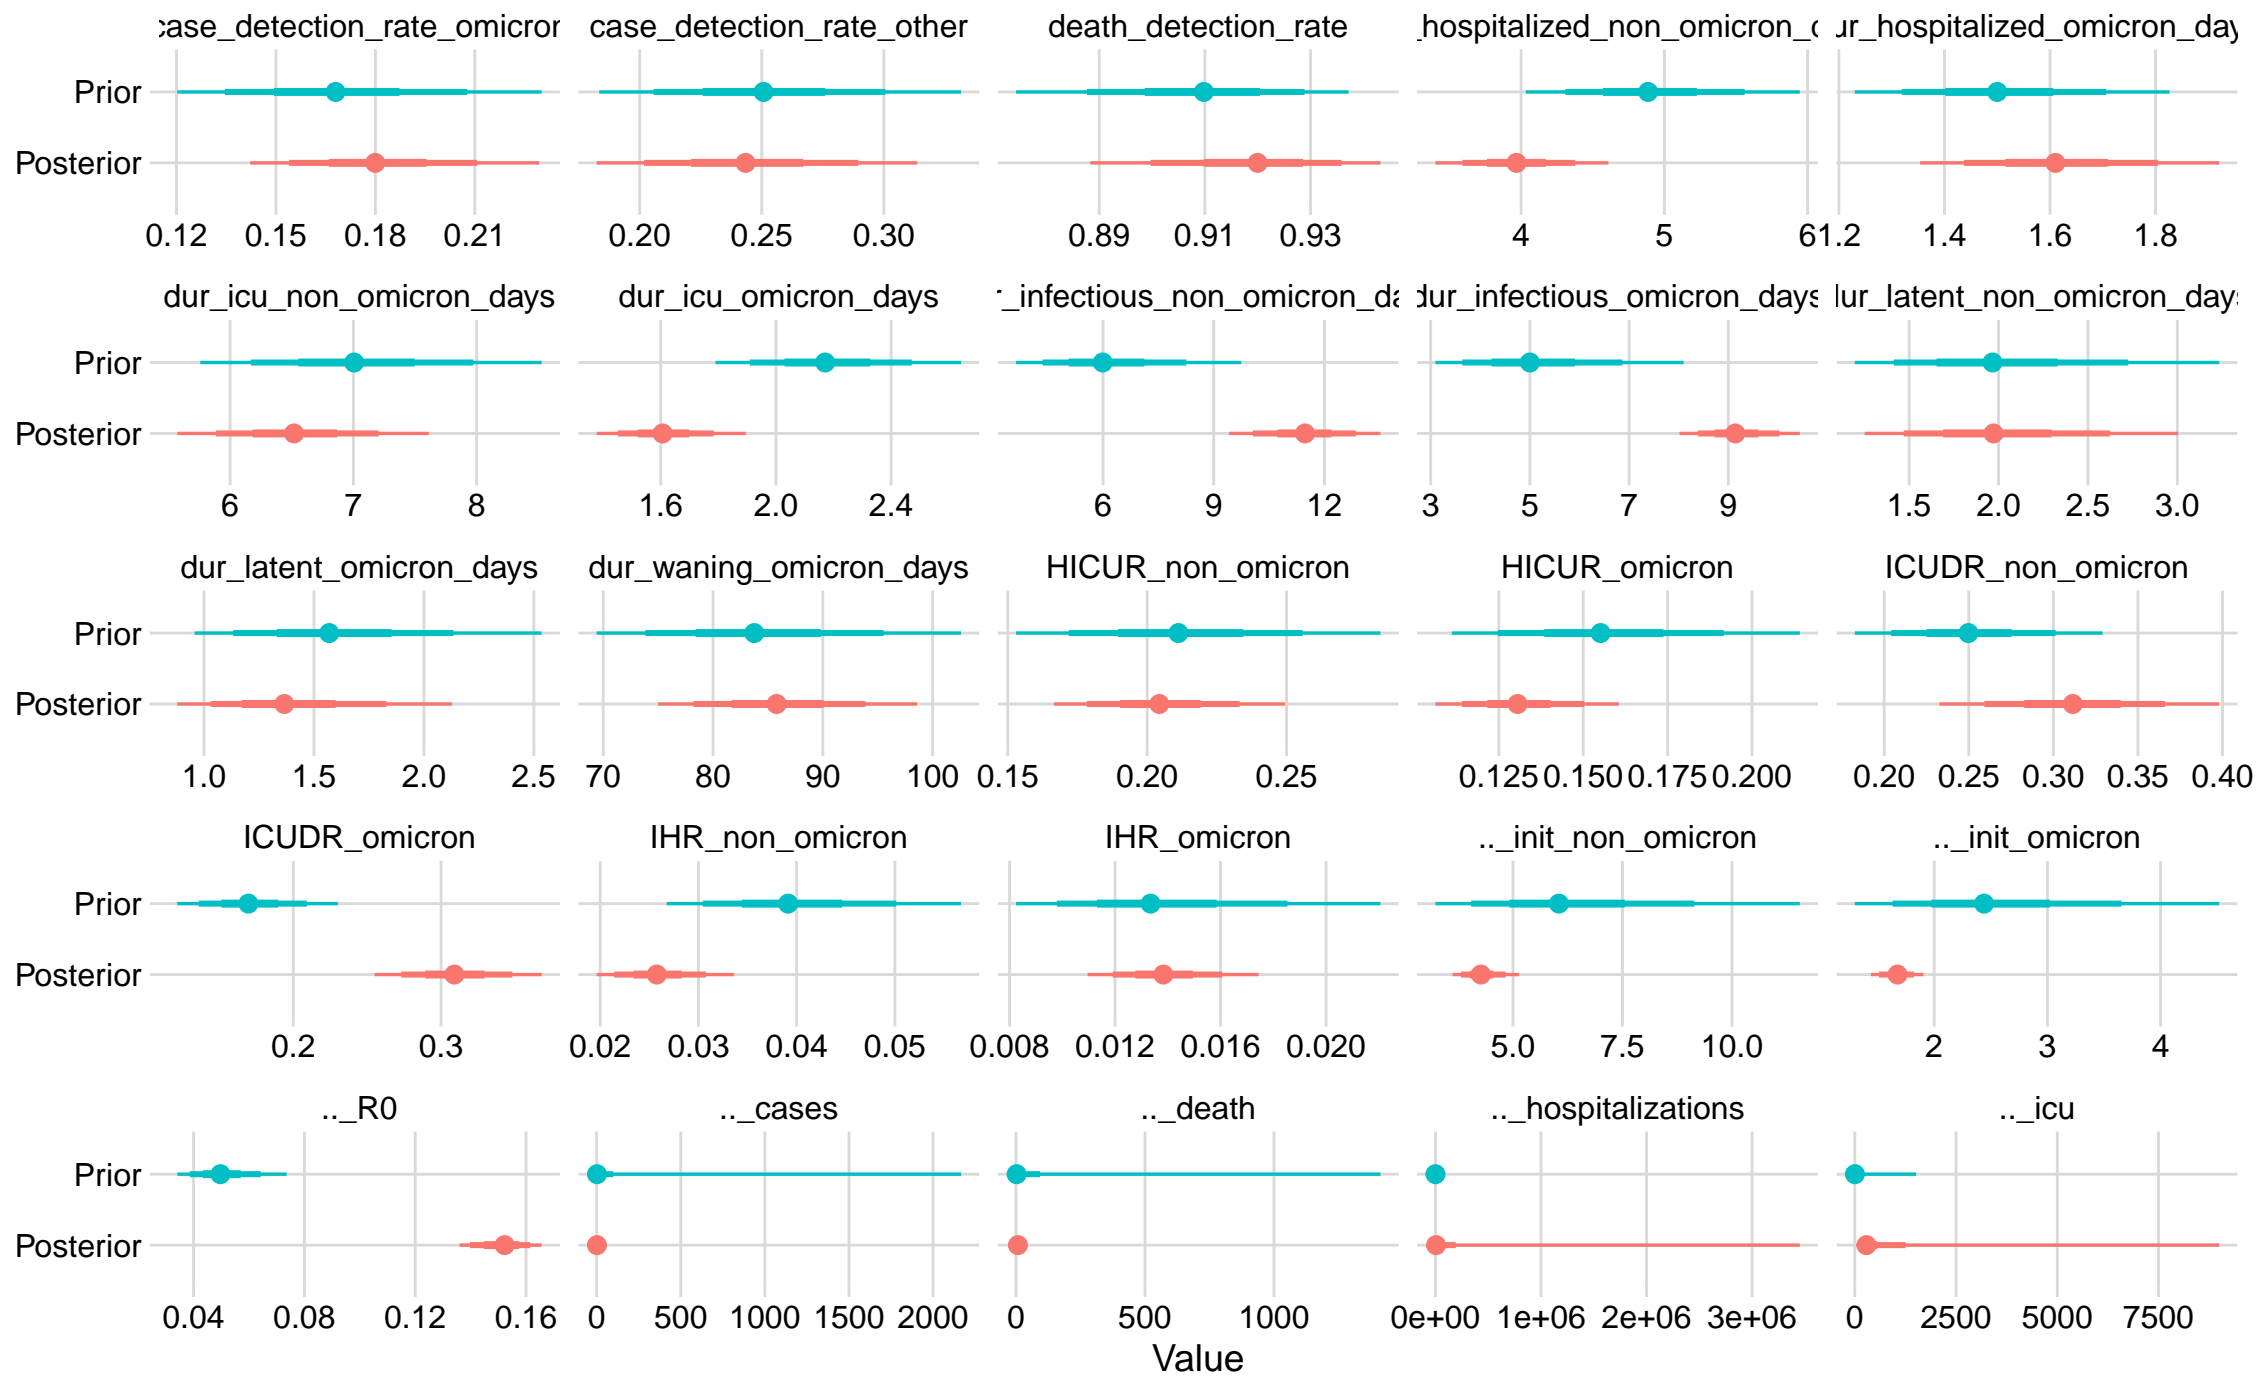 case_detection_rate_omicron case_detection_rate_other death_detection_rate _hospitalized_non_omicron_d ur_hospitalized_omicron_day
Prior
Posterior
0.12 0.15 0.18 0.21 0.20 0.25 0.30 0.89 0.91 0.93 4 5 6 1.2 1.4 1.6 1.8
dur_icu_non_omicron_days dur_icu_omicron_days r_infectious_non_omicron_da dur_infectious_omicron_days dur_latent_non_omicron_days
Prior
Posterior
6 7 8 1.6 2.0 2.4 6 9 12 3 5 7 9 1.5 2.0 2.5 3.0
dur_latent_omicron_days dur_waning_omicron_days HICUR_non_omicron HICUR_omicron ICUDR_non_omicron
Prior
Posterior
1.0 1.5 2.0 2.5 70 80 90 100 0.15 0.20 0.25 0.125 0.150 0.175 0.200 0.20 0.25 0.30 0.35 0.40
ICUDR_omicron IHR_non_omicron IHR_omicron .._init_non_omicron .._init_omicron
Prior
Posterior
0.2 0.3 0.02 0.03 0.04 0.05 0.008 0.012 0.016 0.020 5.0 7.5 10.0 2 3 4
.._R0 .._cases .._death .._hospitalizations .._icu
Prior
Posterior
0.04 0.08 0.12 0.16 0 500 1000 1500 2000 0 500 1000 0e+00 1e+06 2e+06 3e+06 0 2500 5000 7500
Value